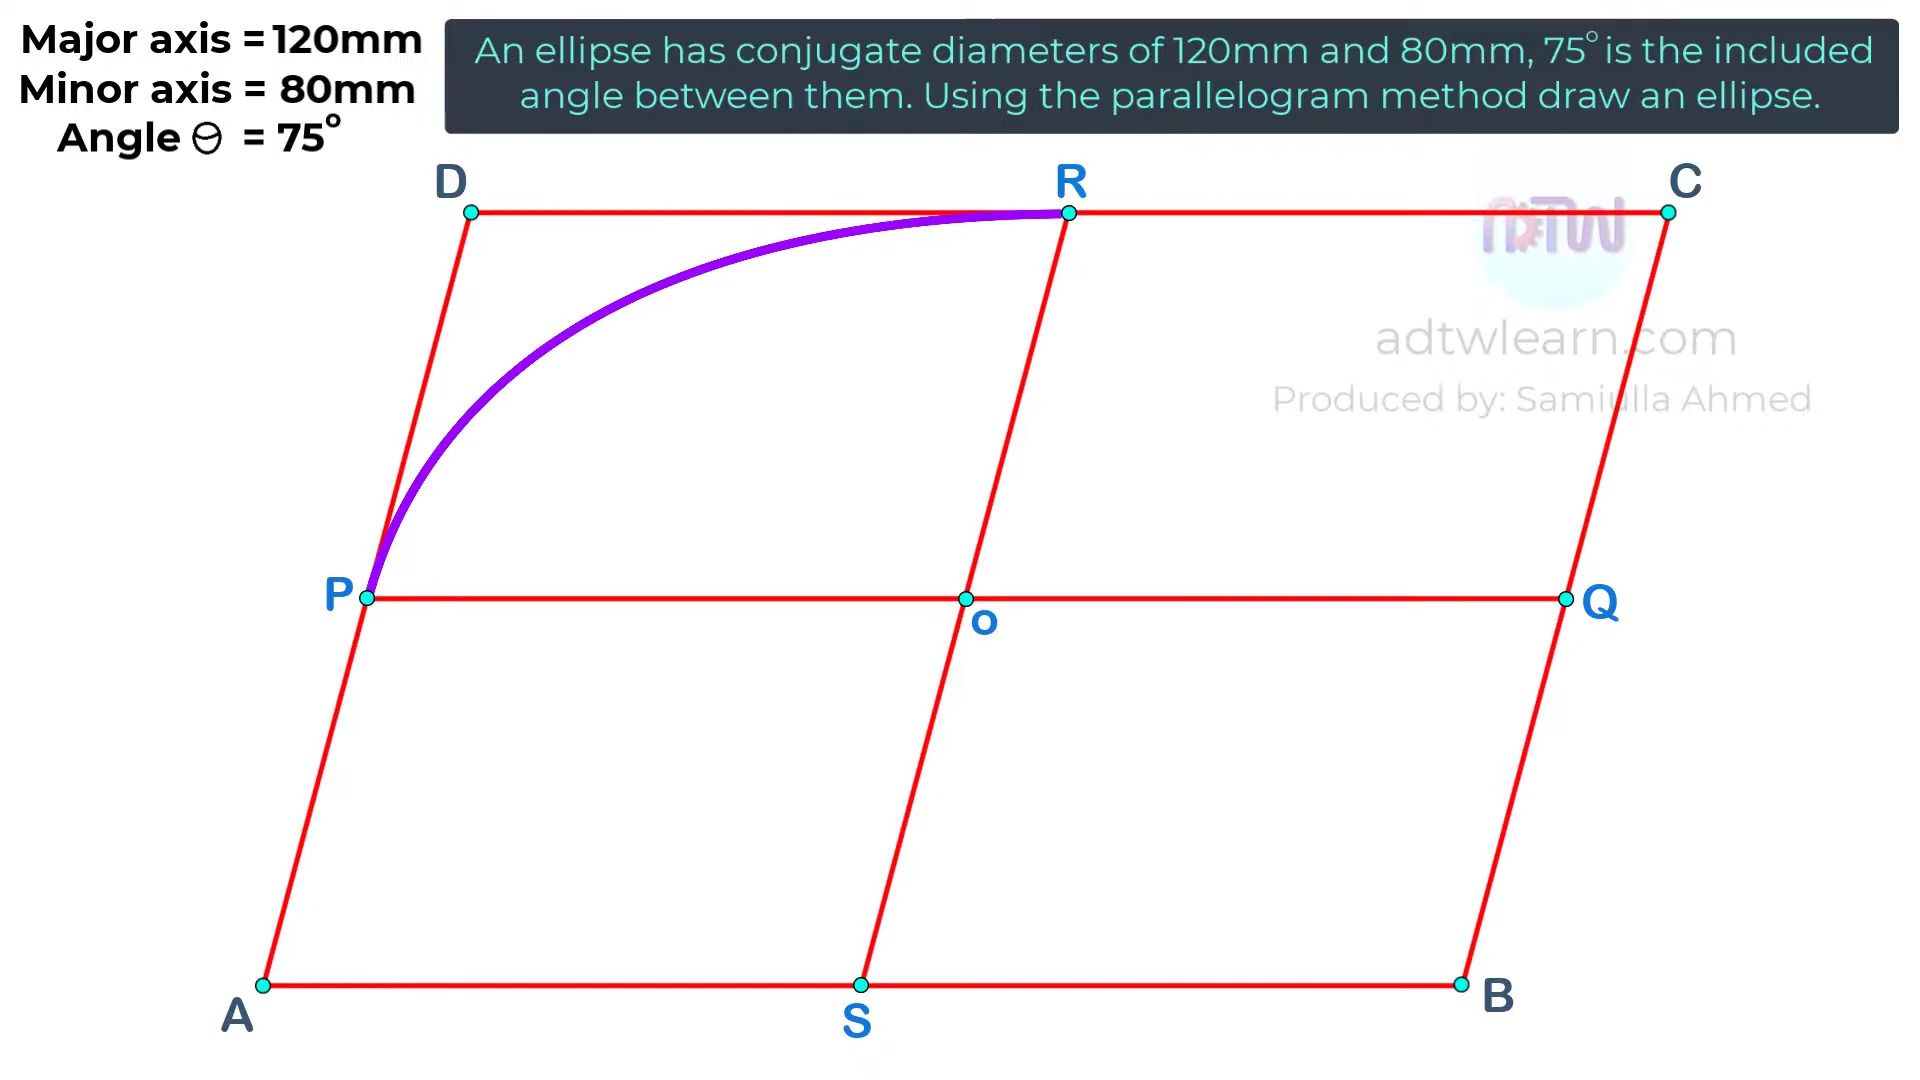 Major axis = 120mm
Minor axis = 80mm
Angle Θ = 75°
An ellipse has conjugate diameters of 120mm and 80mm, 75° is the included
angle between them. Using the parallelogram method draw an ellipse.
D
R
C
ADTW
adtwlearn.com
Produced by: Samiulla Ahmed
P
o
Q
A
S
B